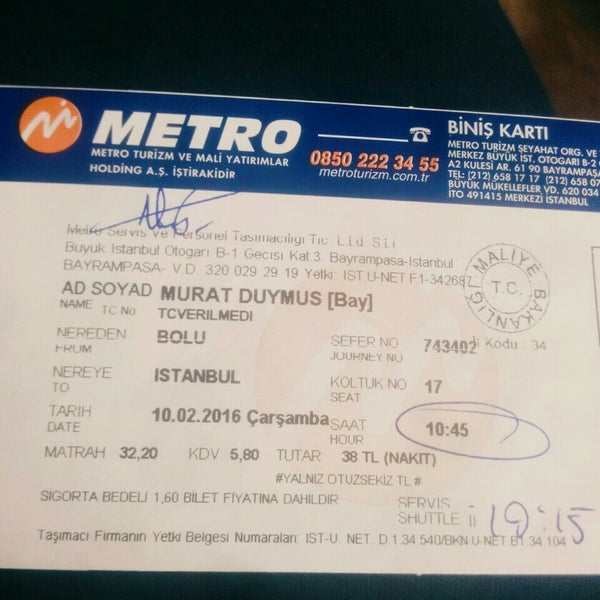 METRO
METRO TURİZM VE MALİ YATIRIMLAR
HOLDİNG A.Ş. İŞTİRAKİDİR
0850 222 34 55
metroturizm.com.tr
BİNİŞ KARTI
METRO TURİZM SEYAHAT ORG. VE
MERKEZ BÜYÜK İST. OTOGARI B-2
A2 KULESİ AR. 61 90 BAYRAMPAŞA
TEL: (212) 658 17 17 (212) 658 07
BÜYÜK MÜKELLEFLER VD. 620 034
İTO 491415 MERKEZİ İSTANBUL
Metro Servis Ve Personel Tasımacılığı Tic. Ltd Sti
Buyuk Istanbul Otogarı B-1 Gecısı Kat.3. Bayrampasa-Istanbul
BAYRAMPASA- V.D 320 029 29 19 Yetki: IST.U-NET.F1-34287
MALİYE BAKANLIĞI T.C.
AD SOYAD MURAT DUYMUS [Bay]
NAME TC No TCVERILMEDI
NEREDEN BOLU
FROM
SEFER NO 743402 Kodu : 34
JOURNEY NO
NEREYE ISTANBUL
TO
KOLTUK NO 17
SEAT
TARIH 10.02.2016 Çarşamba
DATE
SAAT 10:45
HOUR
MATRAH 32,20 KDV 5,80 TUTAR 38 TL (NAKIT)
#YALNIZ OTUZSEKIZ TL #
SIGORTA BEDELI 1,60 BILET FIYATINA DAHILDIR
SERVIS
SHUTTLE
19:15
Taşımacı Firmanın Yetki Belgesi Numaraları: IST-U. NET. D.1 34 540/BKN U-NET B1 34 104